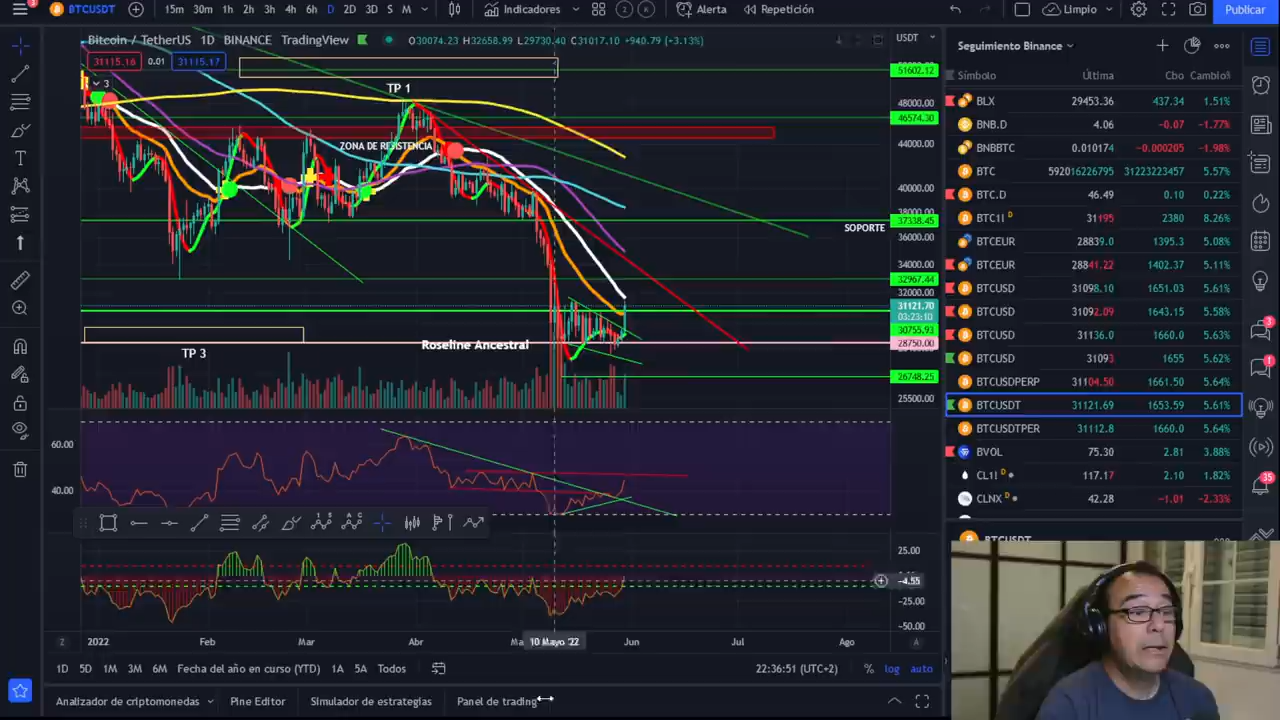 3
BTCUSDT
15m 30m 1h 2h 3h 4h 6h D 2D 3D S M
Indicadores
2
Alerta
Repetición
Limpio
Publicar
Bitcoin / TetherUS 1D BINANCE TradingView
O30074.23 H32658.99 L29730.40 C31017.10 +940.79 (+3.13%)
USDT
31115.16 0.01 31115.17
3
TP 1
ZONA DE RESISTENCIA
SOPORTE
Roseline Ancestral
TP 3
51602.12
48000.00
46574.30
44000.00
40000.00
38000.00
37338.45
36000.00
34000.00
32967.44
32000.00
31121.70
03:23:10
30755.93
28750.00
26748.25
25500.00
60.00
40.00
25.00
-4.55
-25.00
-50.00
Z
2022
Feb
Mar
Abr
10 Mayo '22
Jun
Jul
Ago
A
1D 5D 1M 3M 6M Fecha del año en curso (YTD) 1A 5A Todos
22:36:51 (UTC+2)
% log auto
Analizador de criptomonedas
Pine Editor
Simulador de estrategias
Panel de trading
Seguimiento Binance
Símbolo Última Cbo Cambio%
BLX 29453.36 437.34 1.51%
BNB.D 4.06 -0.07 -1.77%
BNBBTC 0.010174 -0.000205 -1.98%
BTC 592016226795 31223223457 5.57%
BTC.D 46.49 0.10 0.22%
BTC1! D 31195 2380 8.26%
BTCEUR 28839.0 1395.3 5.08%
BTCEUR 28841.22 1402.37 5.11%
BTCUSD 31098.10 1651.03 5.61%
BTCUSD 31092.09 1643.15 5.58%
BTCUSD 31136.0 1660.0 5.63%
BTCUSD 31093 1655 5.62%
BTCUSDPERP 31104.50 1661.50 5.64%
BTCUSDT 31121.69 1653.59 5.61%
BTCUSDTPER 31112.8 1660.0 5.64%
BVOL 75.30 2.81 3.88%
CL1! D 117.17 2.10 1.82%
CLNX D 42.28 -1.01 -2.33%
35